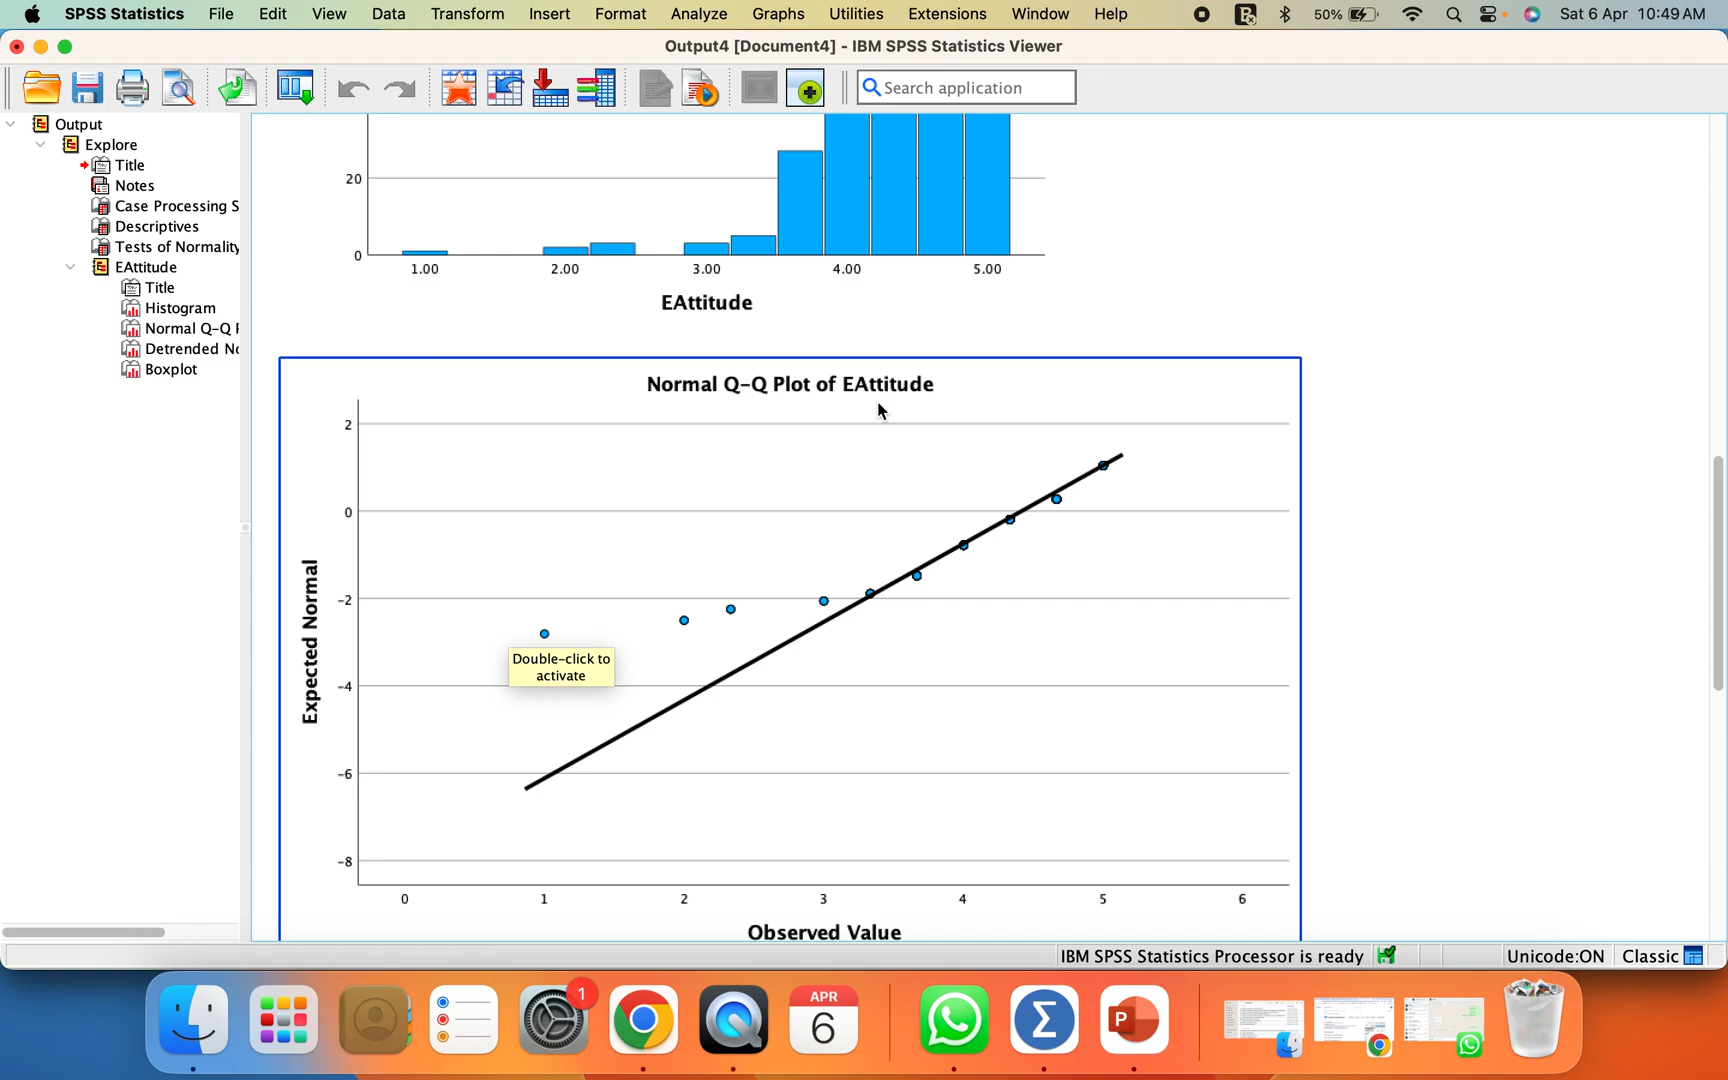 SPSS Statistics File Edit View Data Transform Insert Format Analyze Graphs Utilities Extensions Window Help 50% Sat 6 Apr 10:49 AM
Output4 [Document4] - IBM SPSS Statistics Viewer
Search application
Output
Explore
Title
Notes
Case Processing S
Descriptives
Tests of Normality
EAttitude
Title
Histogram
Normal Q-Q
Detrended
Boxplot
20
0
1.00 2.00 3.00 4.00 5.00
EAttitude
Normal Q-Q Plot of EAttitude
2
0
-2
-4
-6
-8
Expected Normal
Double-click to
activate
0 1 2 3 4 5 6
Observed Value
IBM SPSS Statistics Processor is ready Unicode:ON Classic
1
APR
6
Σ
P